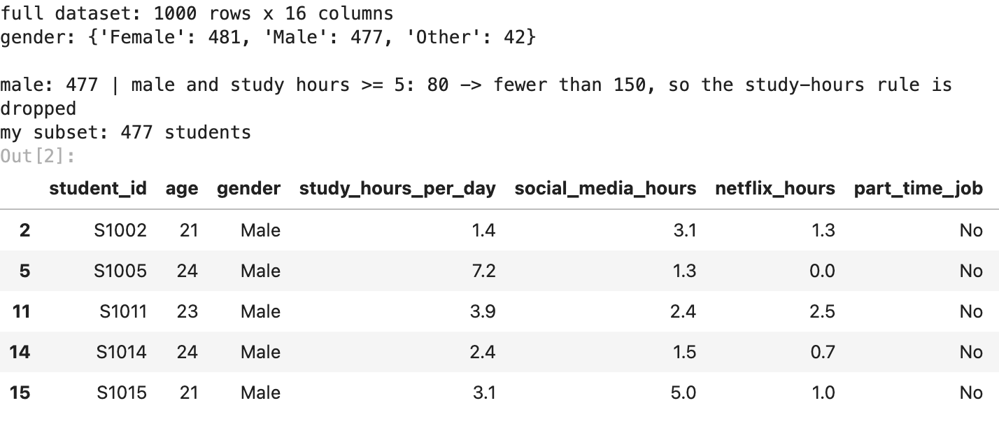 full dataset: 1000 rows x 16 columns
gender: {'Female': 481, 'Male': 477, 'Other': 42}
male: 477 | male and study hours >= 5: 80 -> fewer than 150, so the study-hours rule is
dropped
my subset: 477 students
Out[2]:
student_id age gender study_hours_per_day social_media_hours netflix_hours part_time_job
2 S1002 21 Male 1.4 3.1 1.3 No
5 S1005 24 Male 7.2 1.3 0.0 No
11 S1011 23 Male 3.9 2.4 2.5 No
14 S1014 24 Male 2.4 1.5 0.7 No
15 S1015 21 Male 3.1 5.0 1.0 No